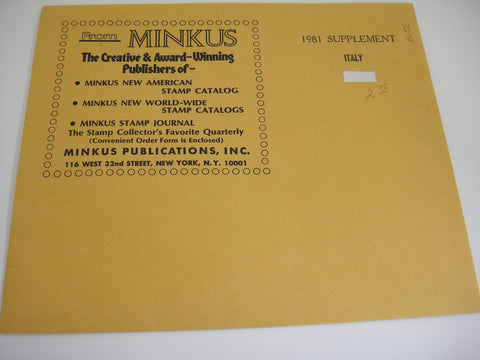 From MINKUS
The Creative & Award-Winning
Publishers of-
• MINKUS NEW AMERICAN
STAMP CATALOG
• MINKUS NEW WORLD-WIDE
STAMP CATALOGS
• MINKUS STAMP JOURNAL
The Stamp Collector's Favorite Quarterly
(Convenient Order Form is Enclosed)
MINKUS PUBLICATIONS, INC.
116 WEST 32nd STREET, NEW YORK, N.Y. 10001
1981 SUPPLEMENT
ITALY
2.75